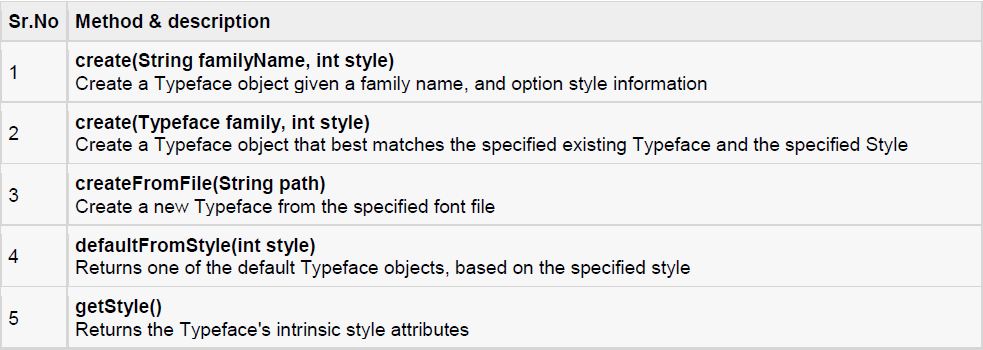 Sr.No Method & description
1
create(String familyName, int style)
Create a Typeface object given a family name, and option style information
2
create(Typeface family, int style)
Create a Typeface object that best matches the specified existing Typeface and the specified Style
3
createFromFile(String path)
Create a new Typeface from the specified font file
4
defaultFromStyle(int style)
Returns one of the default Typeface objects, based on the specified style
5
getStyle()
Returns the Typeface's intrinsic style attributes